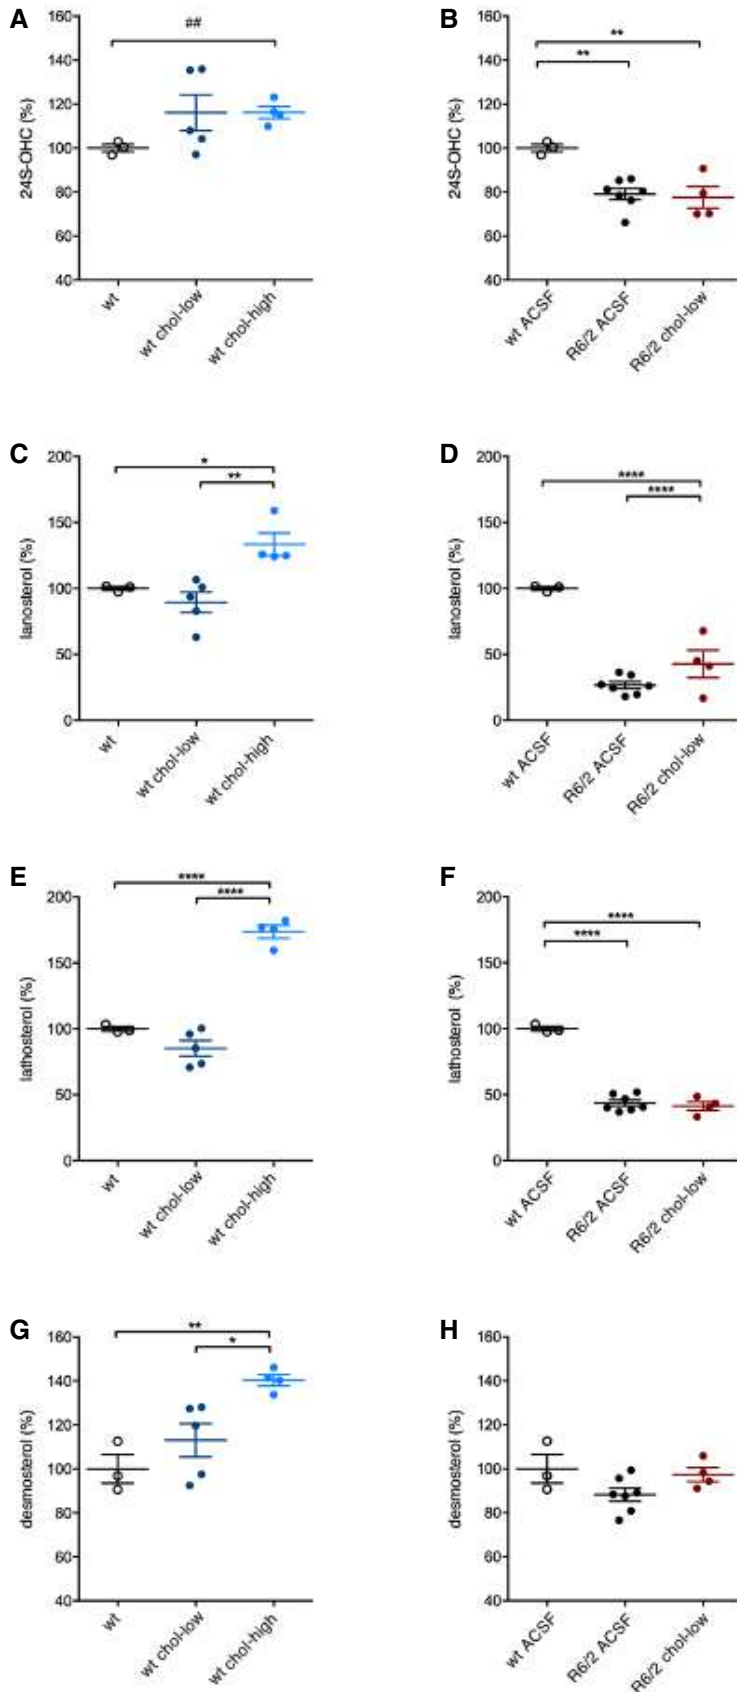 A
24S-OHC (%)
160
140
120
100
80
60
40
##
wt
wt chol-low
wt chol-high
B
24S-OHC (%)
160
140
120
100
80
60
40
**
**
wt ACSF
R6/2 ACSF
R6/2 chol-low
C
lanosterol (%)
200
150
100
50
0
*
**
wt
wt chol-low
wt chol-high
D
lanosterol (%)
200
150
100
50
0
****
****
wt ACSF
R6/2 ACSF
R6/2 chol-low
E
lathosterol (%)
200
150
100
50
0
****
****
wt
wt chol-low
wt chol-high
F
lathosterol (%)
200
150
100
50
0
****
****
wt ACSF
R6/2 ACSF
R6/2 chol-low
G
desmosterol (%)
160
140
120
100
80
60
40
**
*
wt
wt chol-low
wt chol-high
H
desmosterol (%)
160
140
120
100
80
60
40
wt ACSF
R6/2 ACSF
R6/2 chol-low